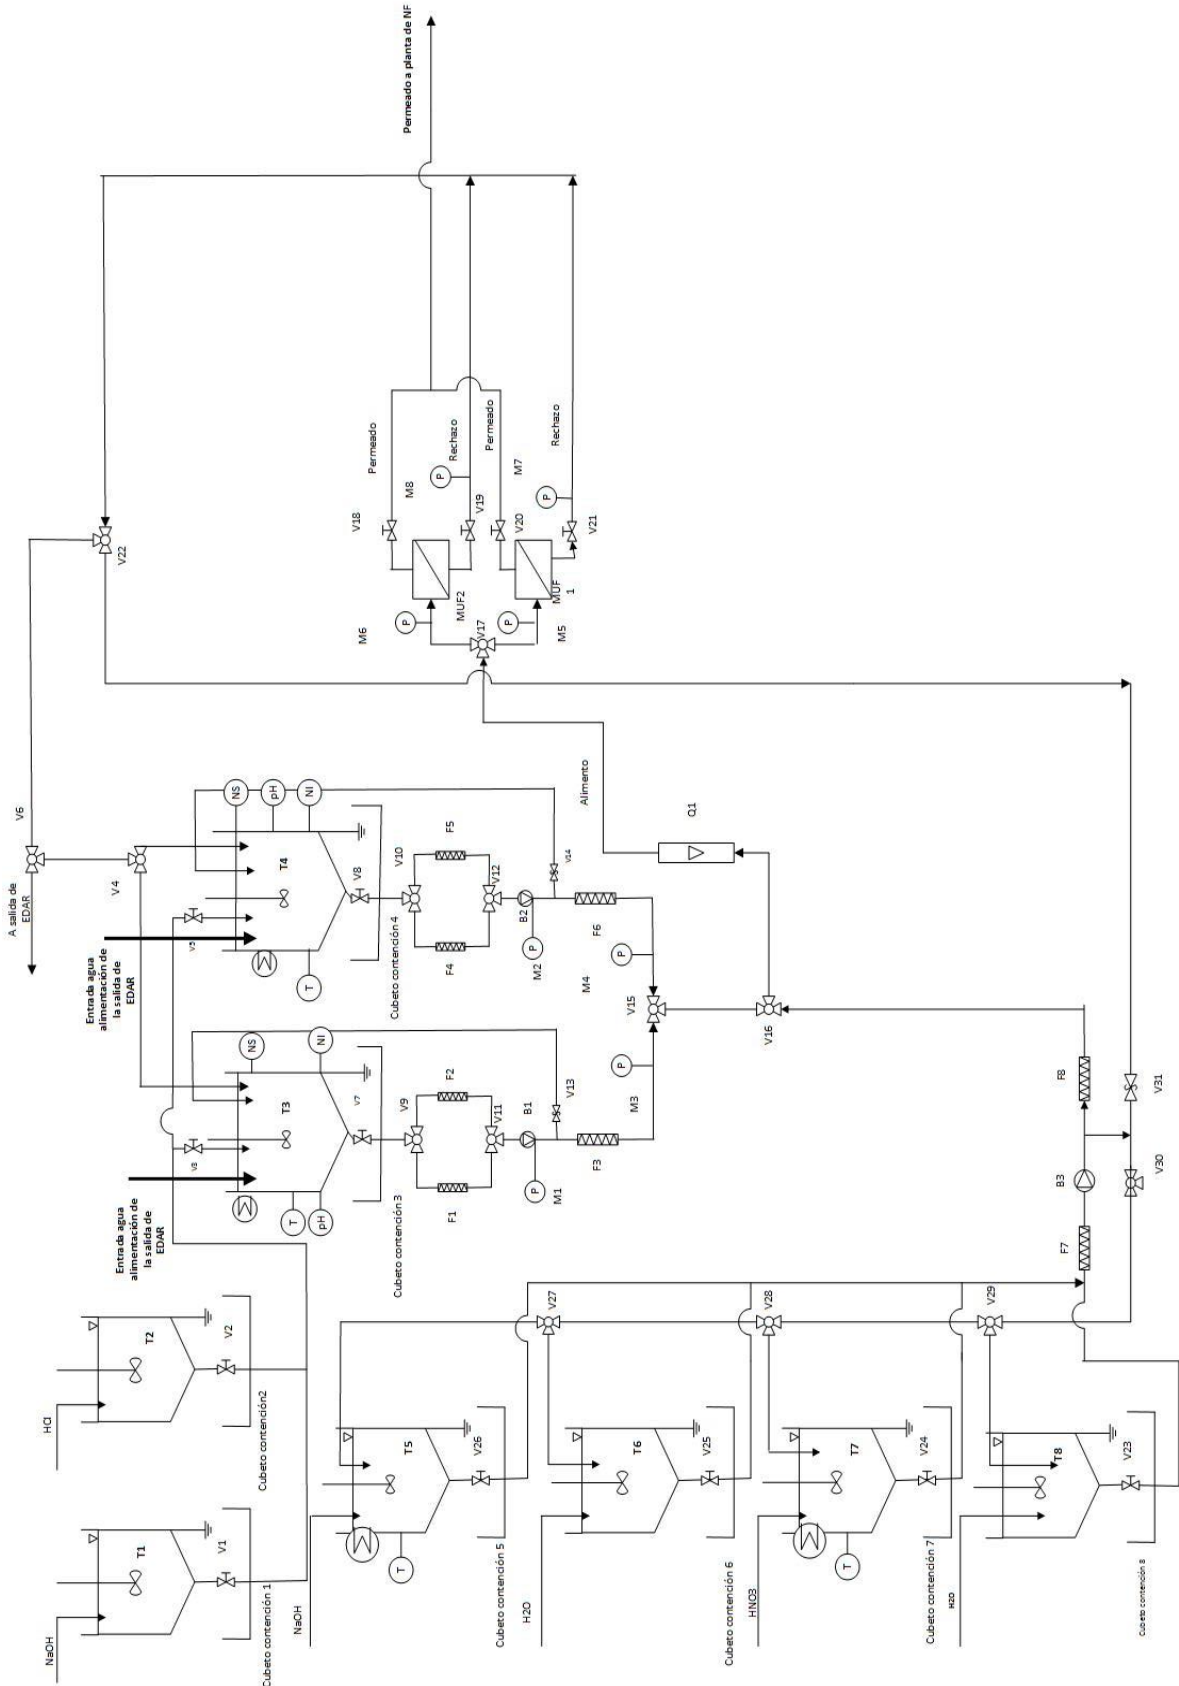 A salida de
EDAR
V6
NaOH
HCl
Entrada agua
alimentación de
la salida de
EDAR
Entrada agua
alimentación de
la salida de
EDAR
V4
V22
T1
T2
V1
V2
Cubeto contención 1
Cubeto contención2
V3
V5
NS
pH
NI
T4
T
V8
NS
NI
T3
T
pH
V7
Cubeto contención 3
Cubeto contención 4
V9
V10
F1
F2
F4
F5
V11
V12
V13
V14
B1
B2
P
M1
P
M2
F3
F6
P
M3
P
M4
V15
V16
Q1
Alimento
V17
P
M6
P
M5
MUF2
MUF
1
V18
V19
V20
V21
Permeado
M8
P
Rechazo
Permeado
M7
P
Rechazo
Permeado a planta de NF
NaOH
T5
T
V26
Cubeto contención 5
H2O
T6
V25
Cubeto contención 6
HNO3
T7
T
V24
Cubeto contención 7
H2O
T8
V23
Cubeto contención 8
V27
V28
V29
F7
B3
F8
V30
V31